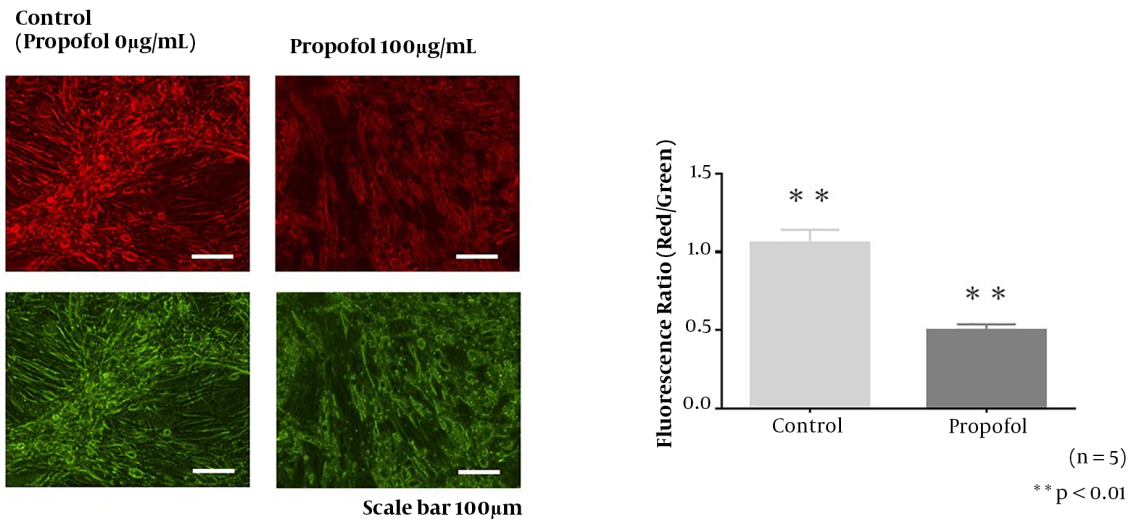 Control
(Propofol 0µg/mL)
Propofol 100µg/mL
Scale bar 100µm
Fluorescence Ratio (Red/Green)
1.5
1.0
0.5
0.0
**
**
Control
Propofol
(n = 5)
**p < 0.01